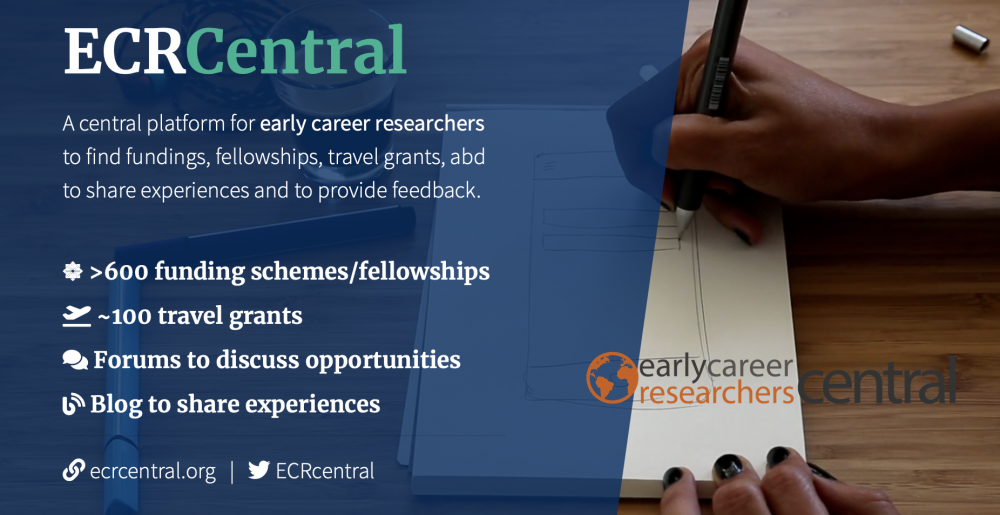 ECRCentral
A central platform for early career researchers
to find fundings, fellowships, travel grants, abd
to share experiences and to provide feedback.
>600 funding schemes/fellowships
~100 travel grants
Forums to discuss opportunities
Blog to share experiences
ecrcentral.org | ECRcentral
earlycareer
researchers central